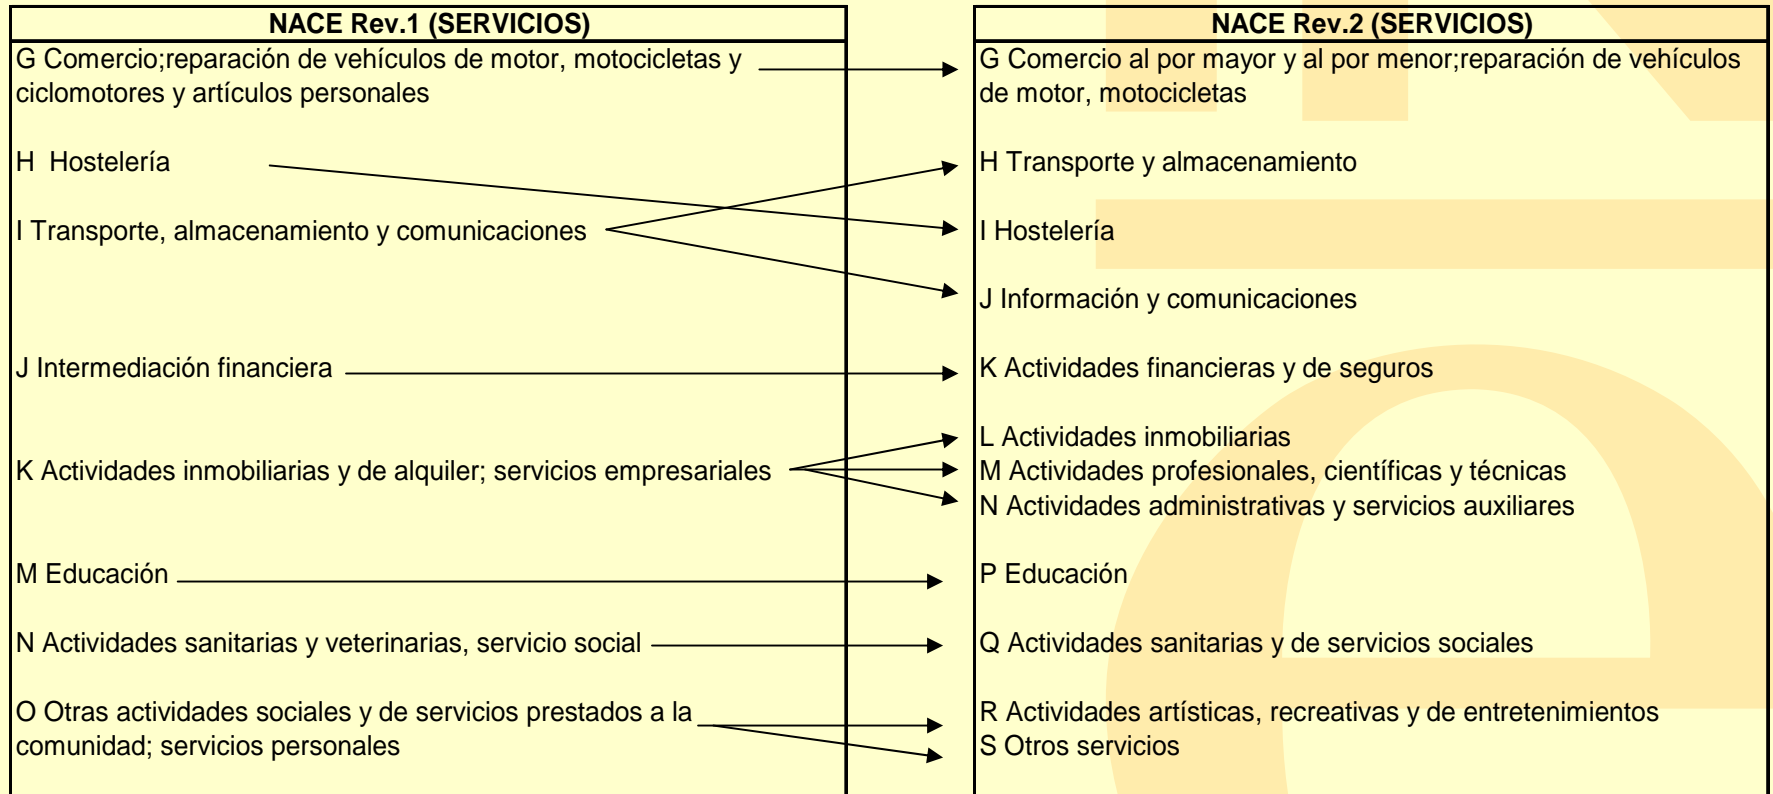 NACE Rev.1 (SERVICIOS)
G Comercio;reparación de vehículos de motor, motocicletas y
ciclomotores y artículos personales
H  Hostelería
I Transporte, almacenamiento y comunicaciones
J Intermediación financiera
K Actividades inmobiliarias y de alquiler; servicios empresariales
M Educación
N Actividades sanitarias y veterinarias, servicio social
O Otras actividades sociales y de servicios prestados a la
comunidad; servicios personales
NACE Rev.2 (SERVICIOS)
G Comercio al por mayor y al por menor;reparación de vehículos
de motor, motocicletas
H Transporte y almacenamiento
I Hostelería
J Información y comunicaciones
K Actividades financieras y de seguros
L Actividades inmobiliarias
M Actividades profesionales, científicas y técnicas
N Actividades administrativas y servicios auxiliares
P Educación
Q Actividades sanitarias y de servicios sociales
R Actividades artísticas, recreativas y de entretenimientos
S Otros servicios